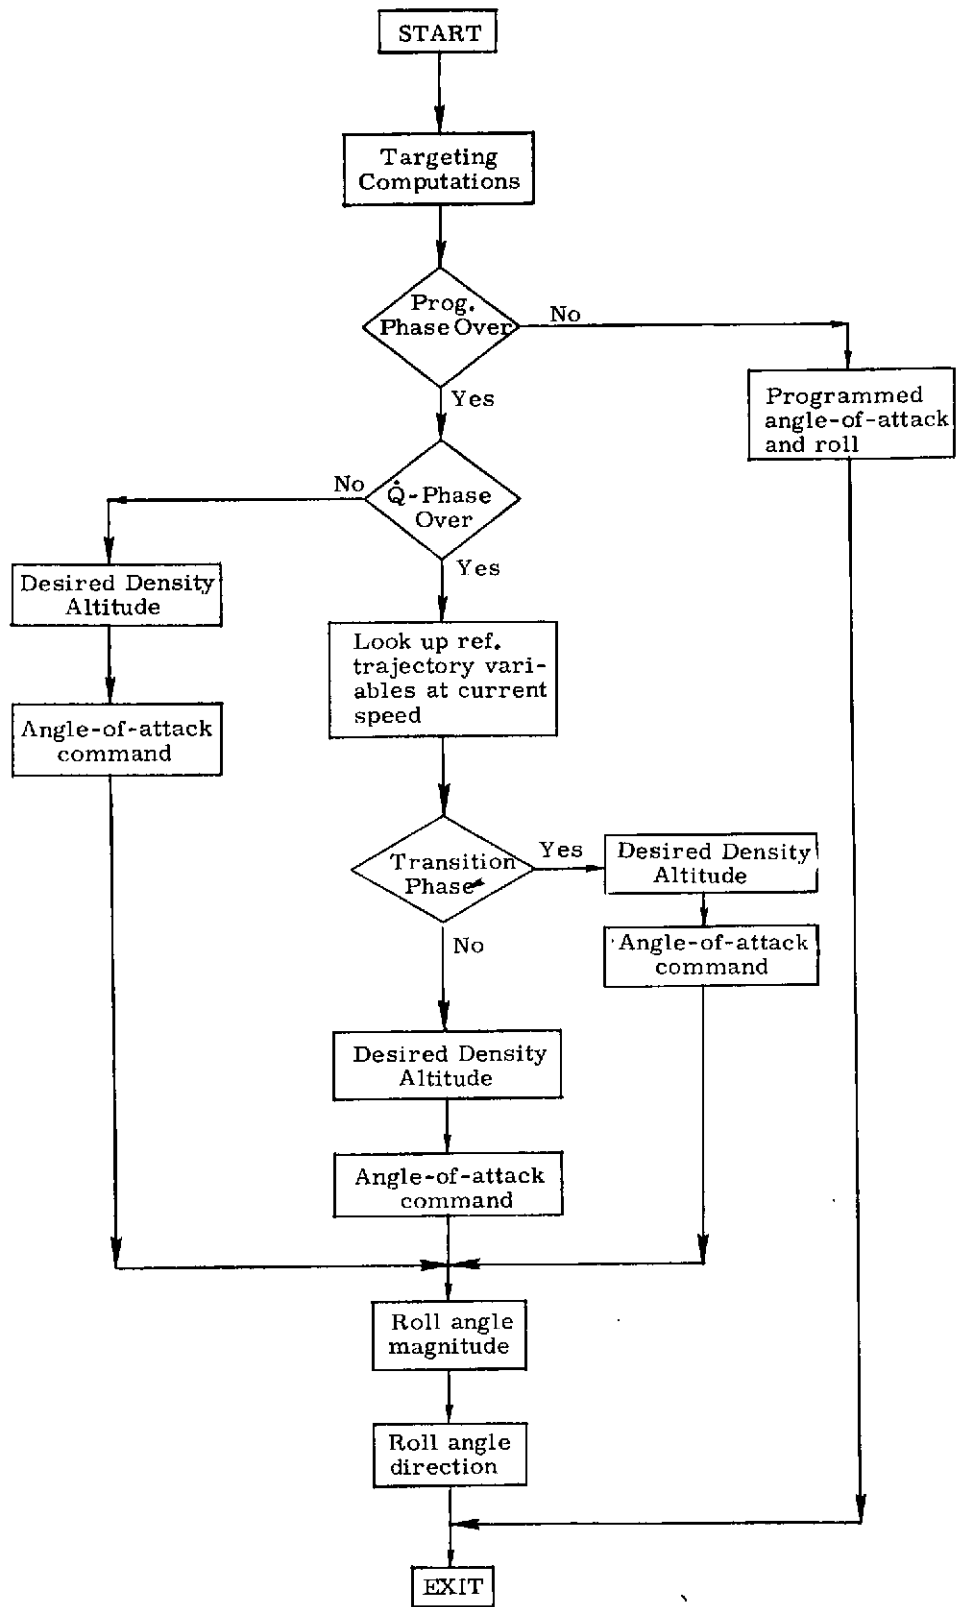 START
Targeting
Computations
Prog.
Phase Over
No
Yes
Programmed
angle-of-attack
and roll
Q̇-Phase
Over
No
Yes
Desired Density
Altitude
Angle-of-attack
command
Look up ref.
trajectory vari-
ables at current
speed
Transition
Phase
Yes
Desired Density
Altitude
Angle-of-attack
command
No
Desired Density
Altitude
Angle-of-attack
command
Roll angle
magnitude
Roll angle
direction
EXIT